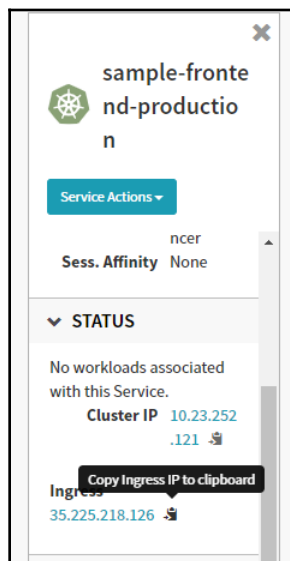 sample-fronte
nd-productio
n
Service Actions
ncer
Sess. Affinity None
STATUS
No workloads associated
with this Service.
Cluster IP 10.23.252
.121
Copy Ingress IP to clipboard
Ingress
35.225.218.126